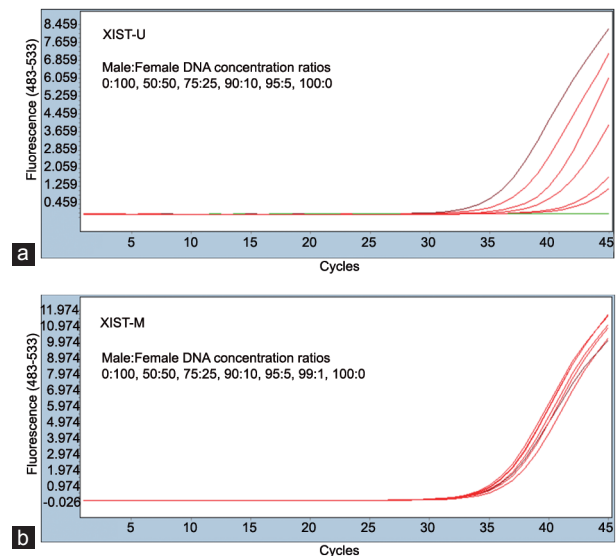 8.459
7.659
6.859
6.059
5.259
4.459
3.659
2.859
2.059
1.259
0.459
Fluorescence (483-533)
XIST-U
Male:Female DNA concentration ratios
0:100, 50:50, 75:25, 90:10, 95:5, 100:0
5 10 15 20 25 30 35 40 45
Cycles
a
11.974
10.974
9.974
8.974
7.974
6.974
5.974
4.974
3.974
2.974
1.974
0.974
-0.026
Fluorescence (483-533)
XIST-M
Male:Female DNA concentration ratios
0:100, 50:50, 75:25, 90:10, 95:5, 99:1, 100:0
5 10 15 20 25 30 35 40 45
Cycles
b